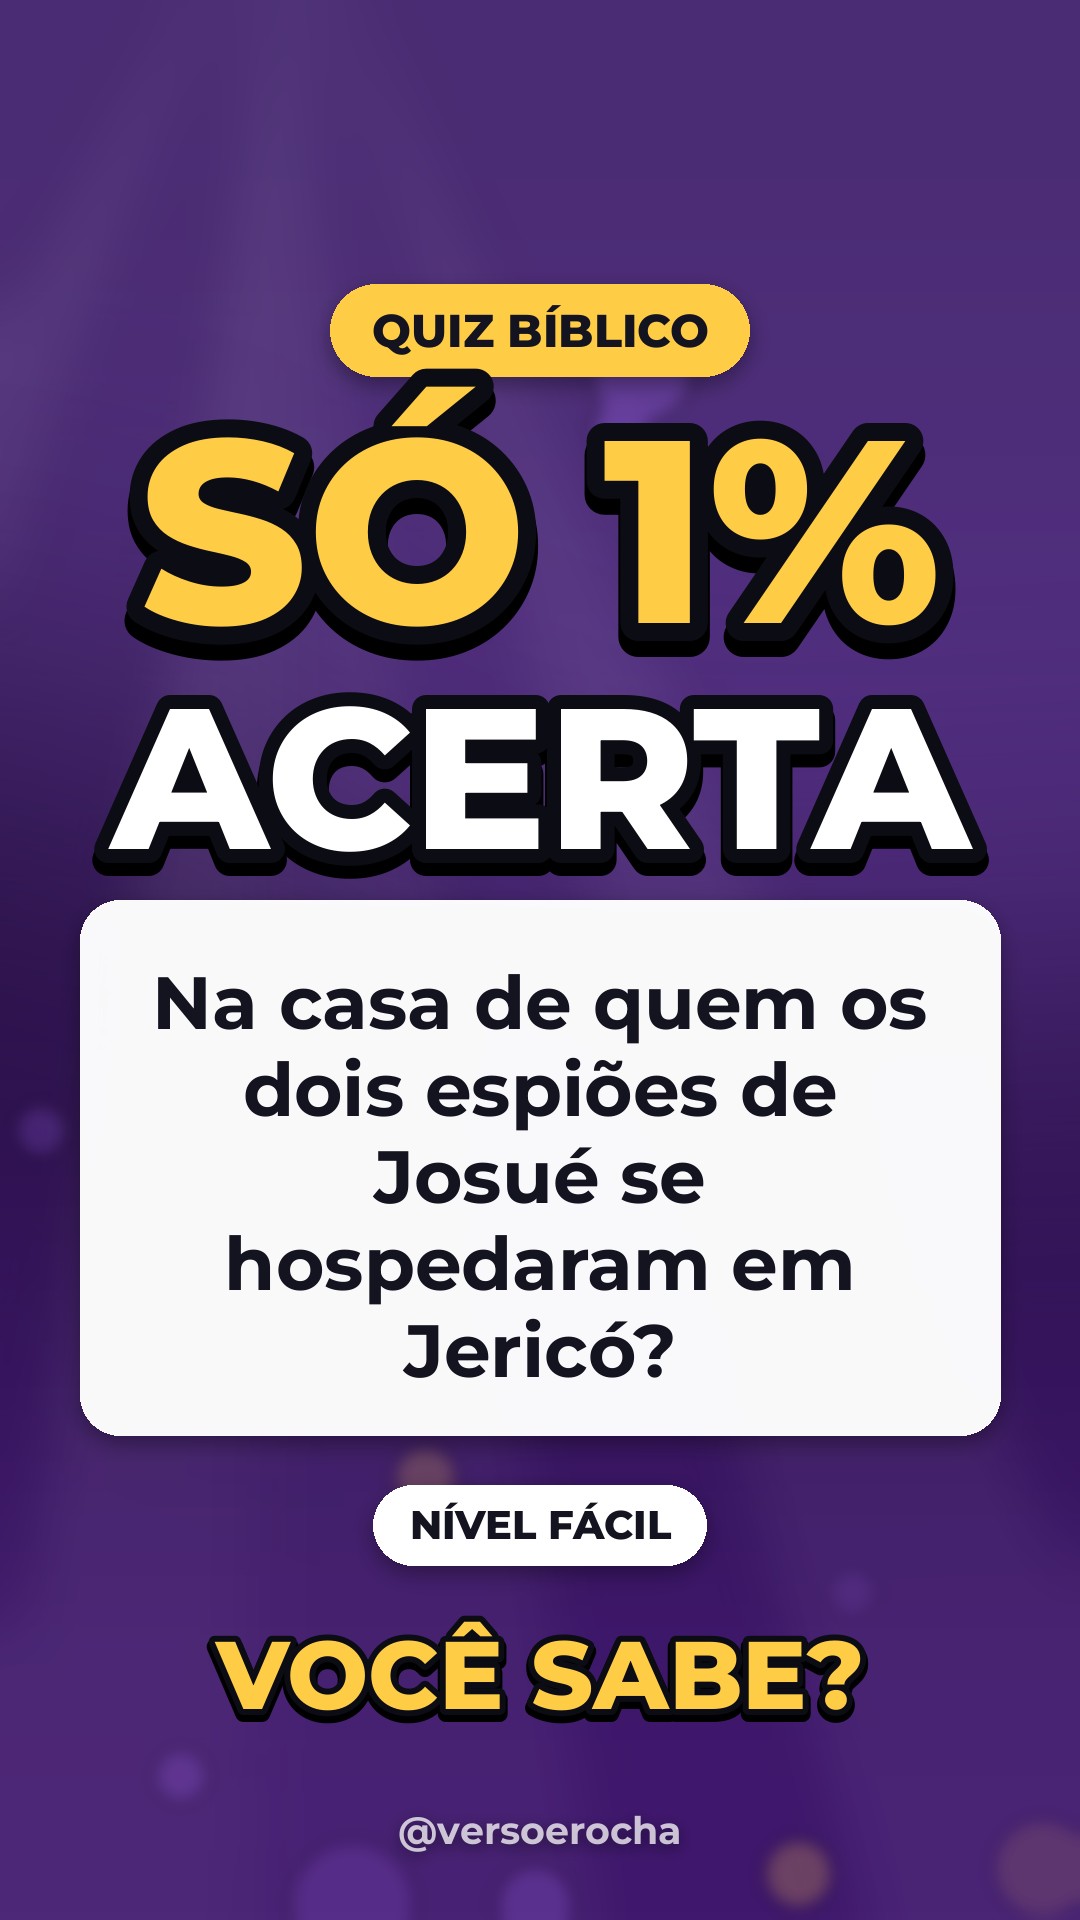 QUIZ BÍBLICO
SÓ 1%
ACERTA
Na casa de quem os
dois espiões de
Josué se
hospedaram em
Jericó?
NÍVEL FÁCIL
VOCÊ SABE?
@versoerocha